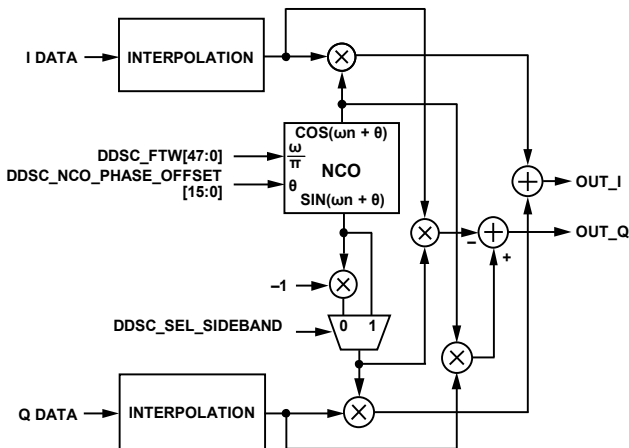 I DATA
INTERPOLATION
COS(ωn + θ)
DDSC_FTW[47:0]
ω
π
NCO
DDSC_NCO_PHASE_OFFSET
[15:0]
θ
SIN(ωn + θ)
OUT_I
OUT_Q
–
+
–1
DDSC_SEL_SIDEBAND
0 1
Q DATA
INTERPOLATION